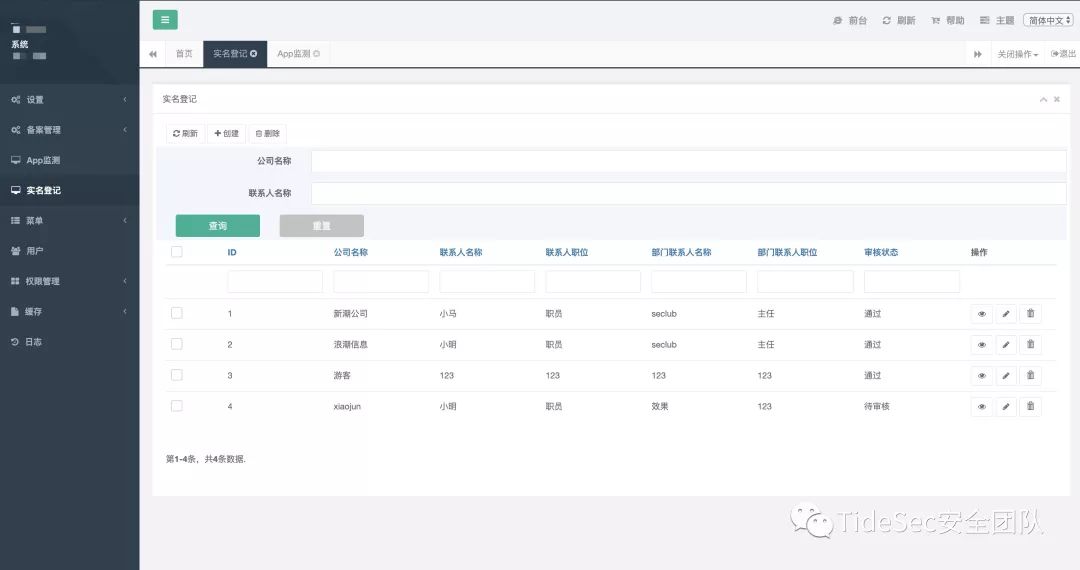 系统
前台 刷新 帮助 主题 简体中文
首页 实名登记 App监测 关闭操作 退出
设置
备案管理
App监测
实名登记
菜单
用户
权限管理
缓存
日志
实名登记
刷新 创建 删除
公司名称
联系人名称
查询 重置
ID 公司名称 联系人名称 联系人职位 部门联系人名称 部门联系人职位 审核状态 操作
1 新潮公司 小马 职员 seclub 主任 通过
2 浪潮信息 小明 职员 seclub 主任 通过
3 游客 123 123 123 123 通过
4 xiaojun 小明 职员 效果 123 待审核
第1-4条，共4条数据.
TideSec安全团队